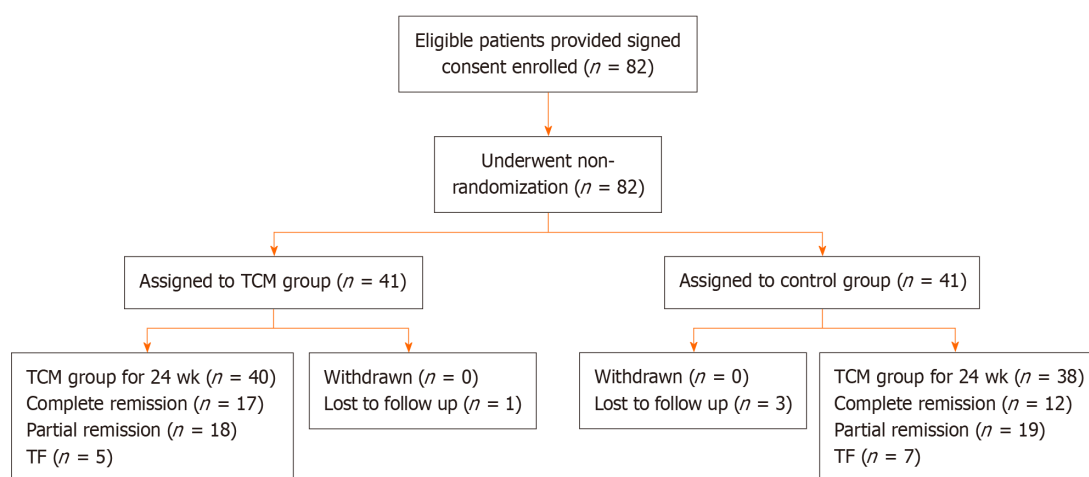 Eligible patients provided signed
consent enrolled (n = 82)
Underwent non-
randomization (n = 82)
Assigned to TCM group (n = 41)
Assigned to control group (n = 41)
TCM group for 24 wk (n = 40)
Complete remission (n = 17)
Partial remission (n = 18)
TF (n = 5)
Withdrawn (n = 0)
Lost to follow up (n = 1)
Withdrawn (n = 0)
Lost to follow up (n = 3)
TCM group for 24 wk (n = 38)
Complete remission (n = 12)
Partial remission (n = 19)
TF (n = 7)